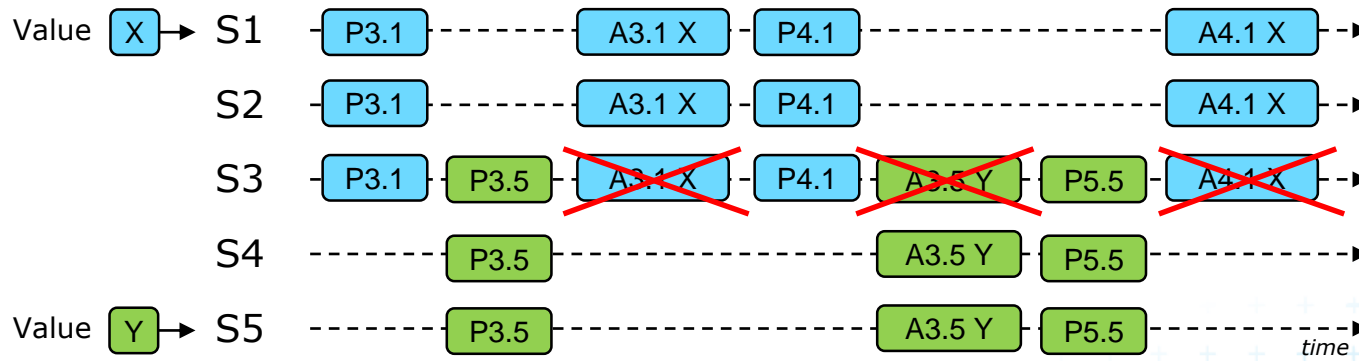 Value X S1 P3.1 A3.1 X P4.1 A4.1 X
S2 P3.1 A3.1 X P4.1 A4.1 X
S3 P3.1 P3.5 A3.1 X P4.1 A3.5 Y P5.5 A4.1 X
S4 P3.5 A3.5 Y P5.5
Value Y S5 P3.5 A3.5 Y P5.5
time